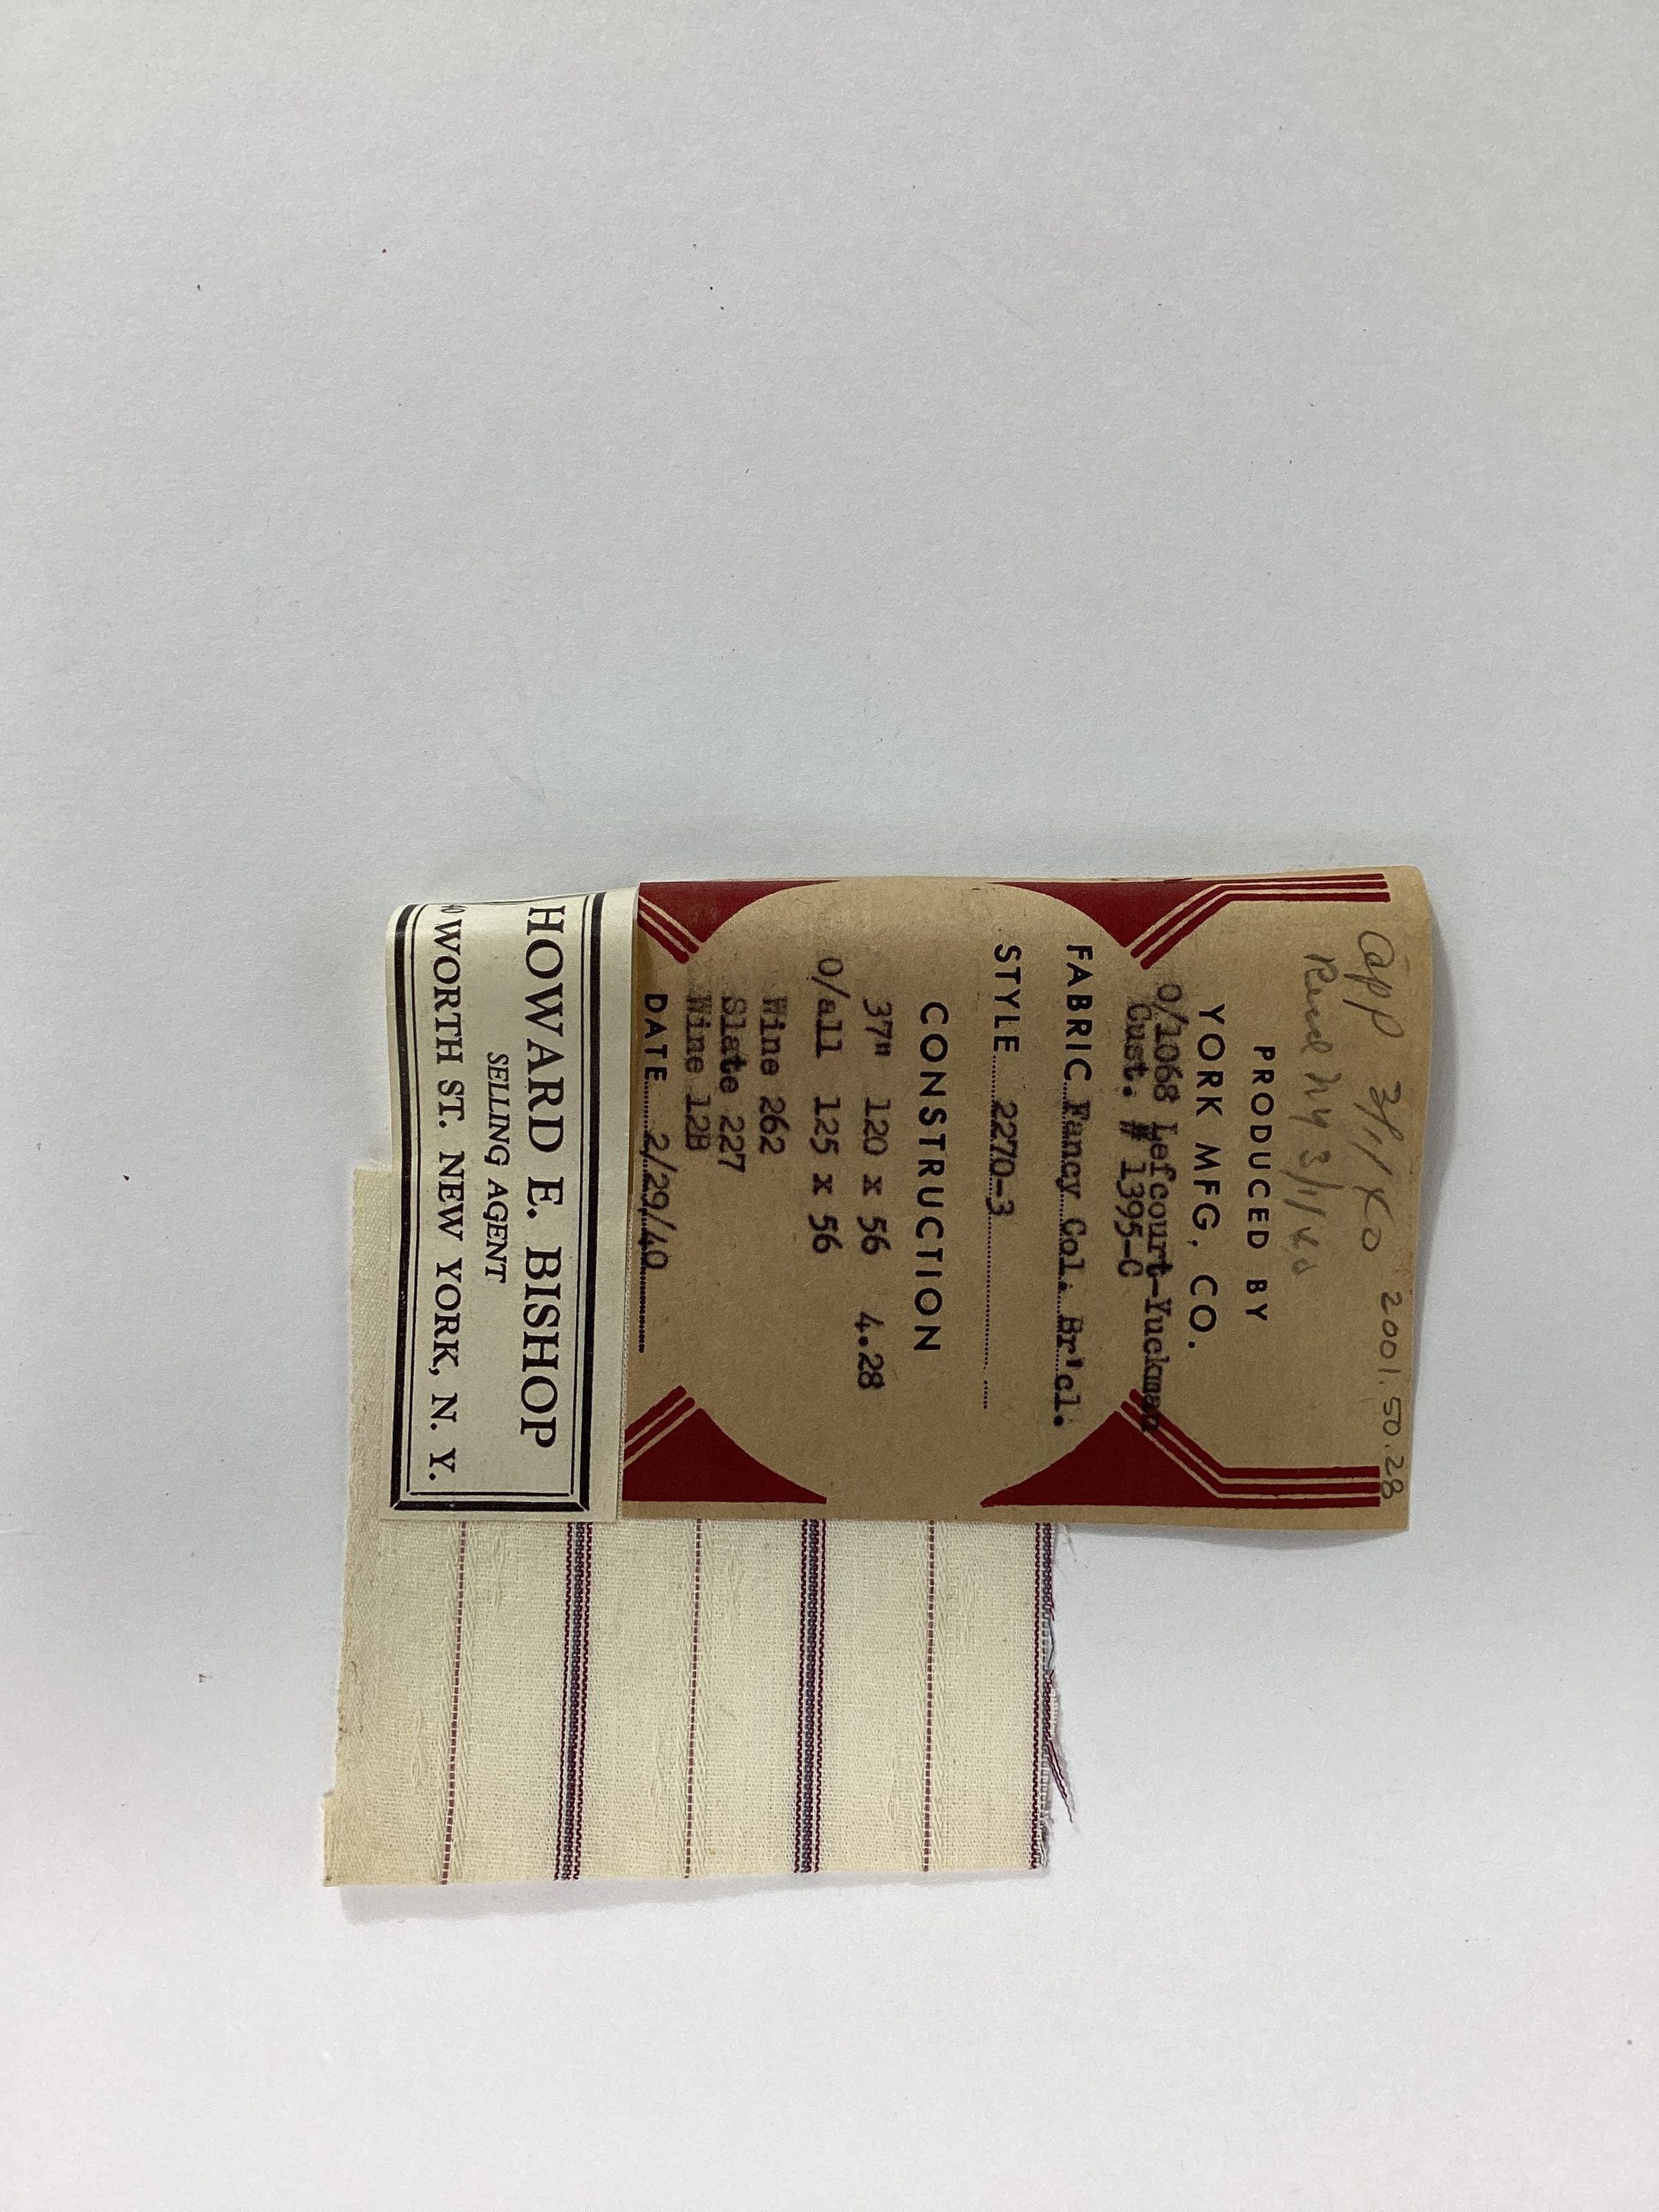 App 3/1/40 2001.50.28
Recd NY 3/1/40
PRODUCED BY
YORK MFG, CO.
O/1068 Lefcourt-Yuckman
Cust. # 1395-C
FABRIC Fancy Col. Br'cl.
STYLE 2270-3
CONSTRUCTION
37" 120 x 56 4.28
O/all 125 x 56
Wine 262
Slate 227
Wine 128
DATE 2/29/40
HOWARD E. BISHOP
SELLING AGENT
WORTH ST. NEW YORK, N. Y.